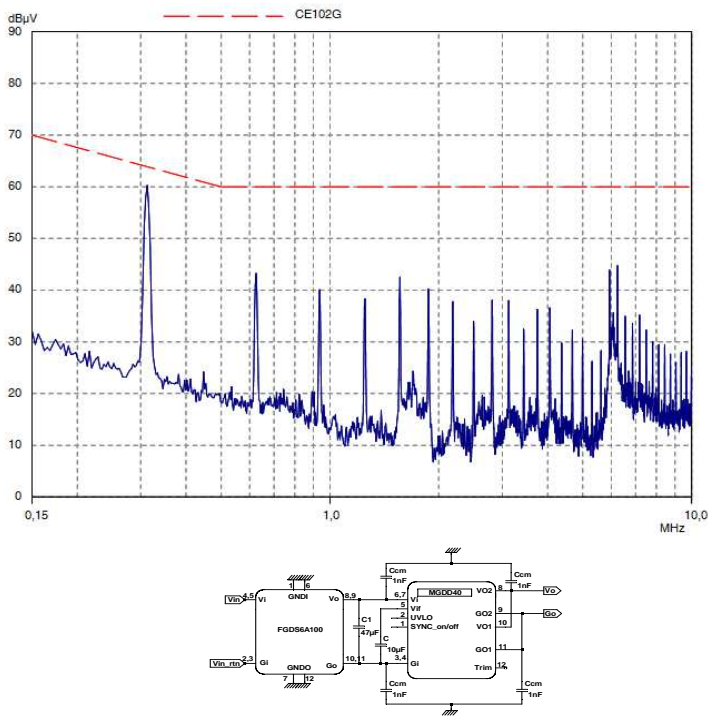 dBµV
CE102G
90
80
70
60
50
40
30
20
10
0
0,15
1,0
10,0
MHz
Vin
4,5
Vi
1
6
GNDI
Vo
8,9
FGDS6A100
Vin_rtn
2,3
Gi
GNDO
Go
10,11
7
12
C1
47µF
C
10µF
Ccm
1nF
Ccm
1nF
MGDD40
6,7
Vi
5
Vif
2
UVLO
1
SYNC_on/off
3,4
Gi
VO2
8
GO2
9
VO1
10
GO1
11
Trim
12
Ccm
1nF
Ccm
1nF
Vo
Go